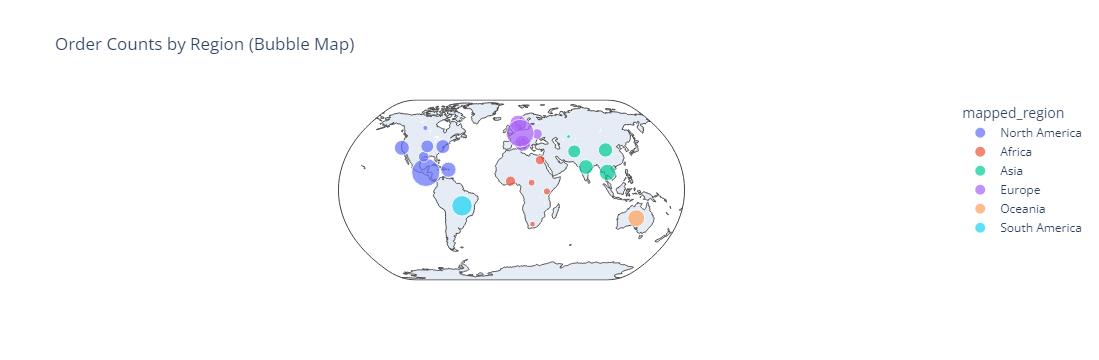 Order Counts by Region (Bubble Map)
mapped_region
North America
Africa
Asia
Europe
Oceania
South America